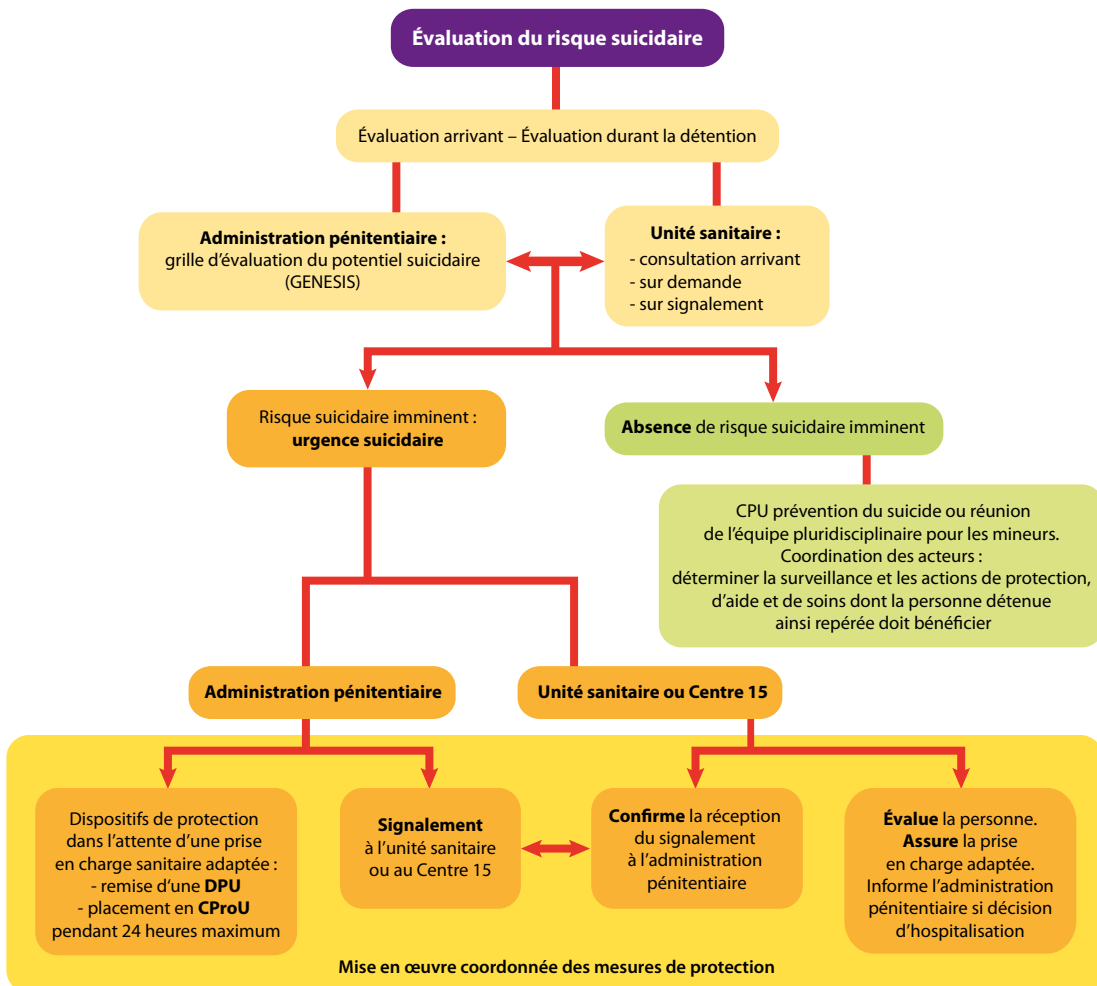 Évaluation du risque suicidaire
Évaluation arrivant – Évaluation durant la détention
Administration pénitentiaire :
grille d’évaluation du potentiel suicidaire
(GENESIS)
Unité sanitaire :
- consultation arrivant
- sur demande
- sur signalement
Risque suicidaire imminent :
urgence suicidaire
Absence de risque suicidaire imminent
CPU prévention du suicide ou réunion
de l’équipe pluridisciplinaire pour les mineurs.
Coordination des acteurs :
déterminer la surveillance et les actions de protection,
d’aide et de soins dont la personne détenue
ainsi repérée doit bénéficier
Administration pénitentiaire
Unité sanitaire ou Centre 15
Dispositifs de protection
dans l’attente d’une prise
en charge sanitaire adaptée :
- remise d’une DPU
- placement en CProU
pendant 24 heures maximum
Signalement
à l’unité sanitaire
ou au Centre 15
Confirme la réception
du signalement
à l’administration
pénitentiaire
Évalue la personne.
Assure la prise
en charge adaptée.
Informe l’administration
pénitentiaire si décision
d’hospitalisation
Mise en œuvre coordonnée des mesures de protection